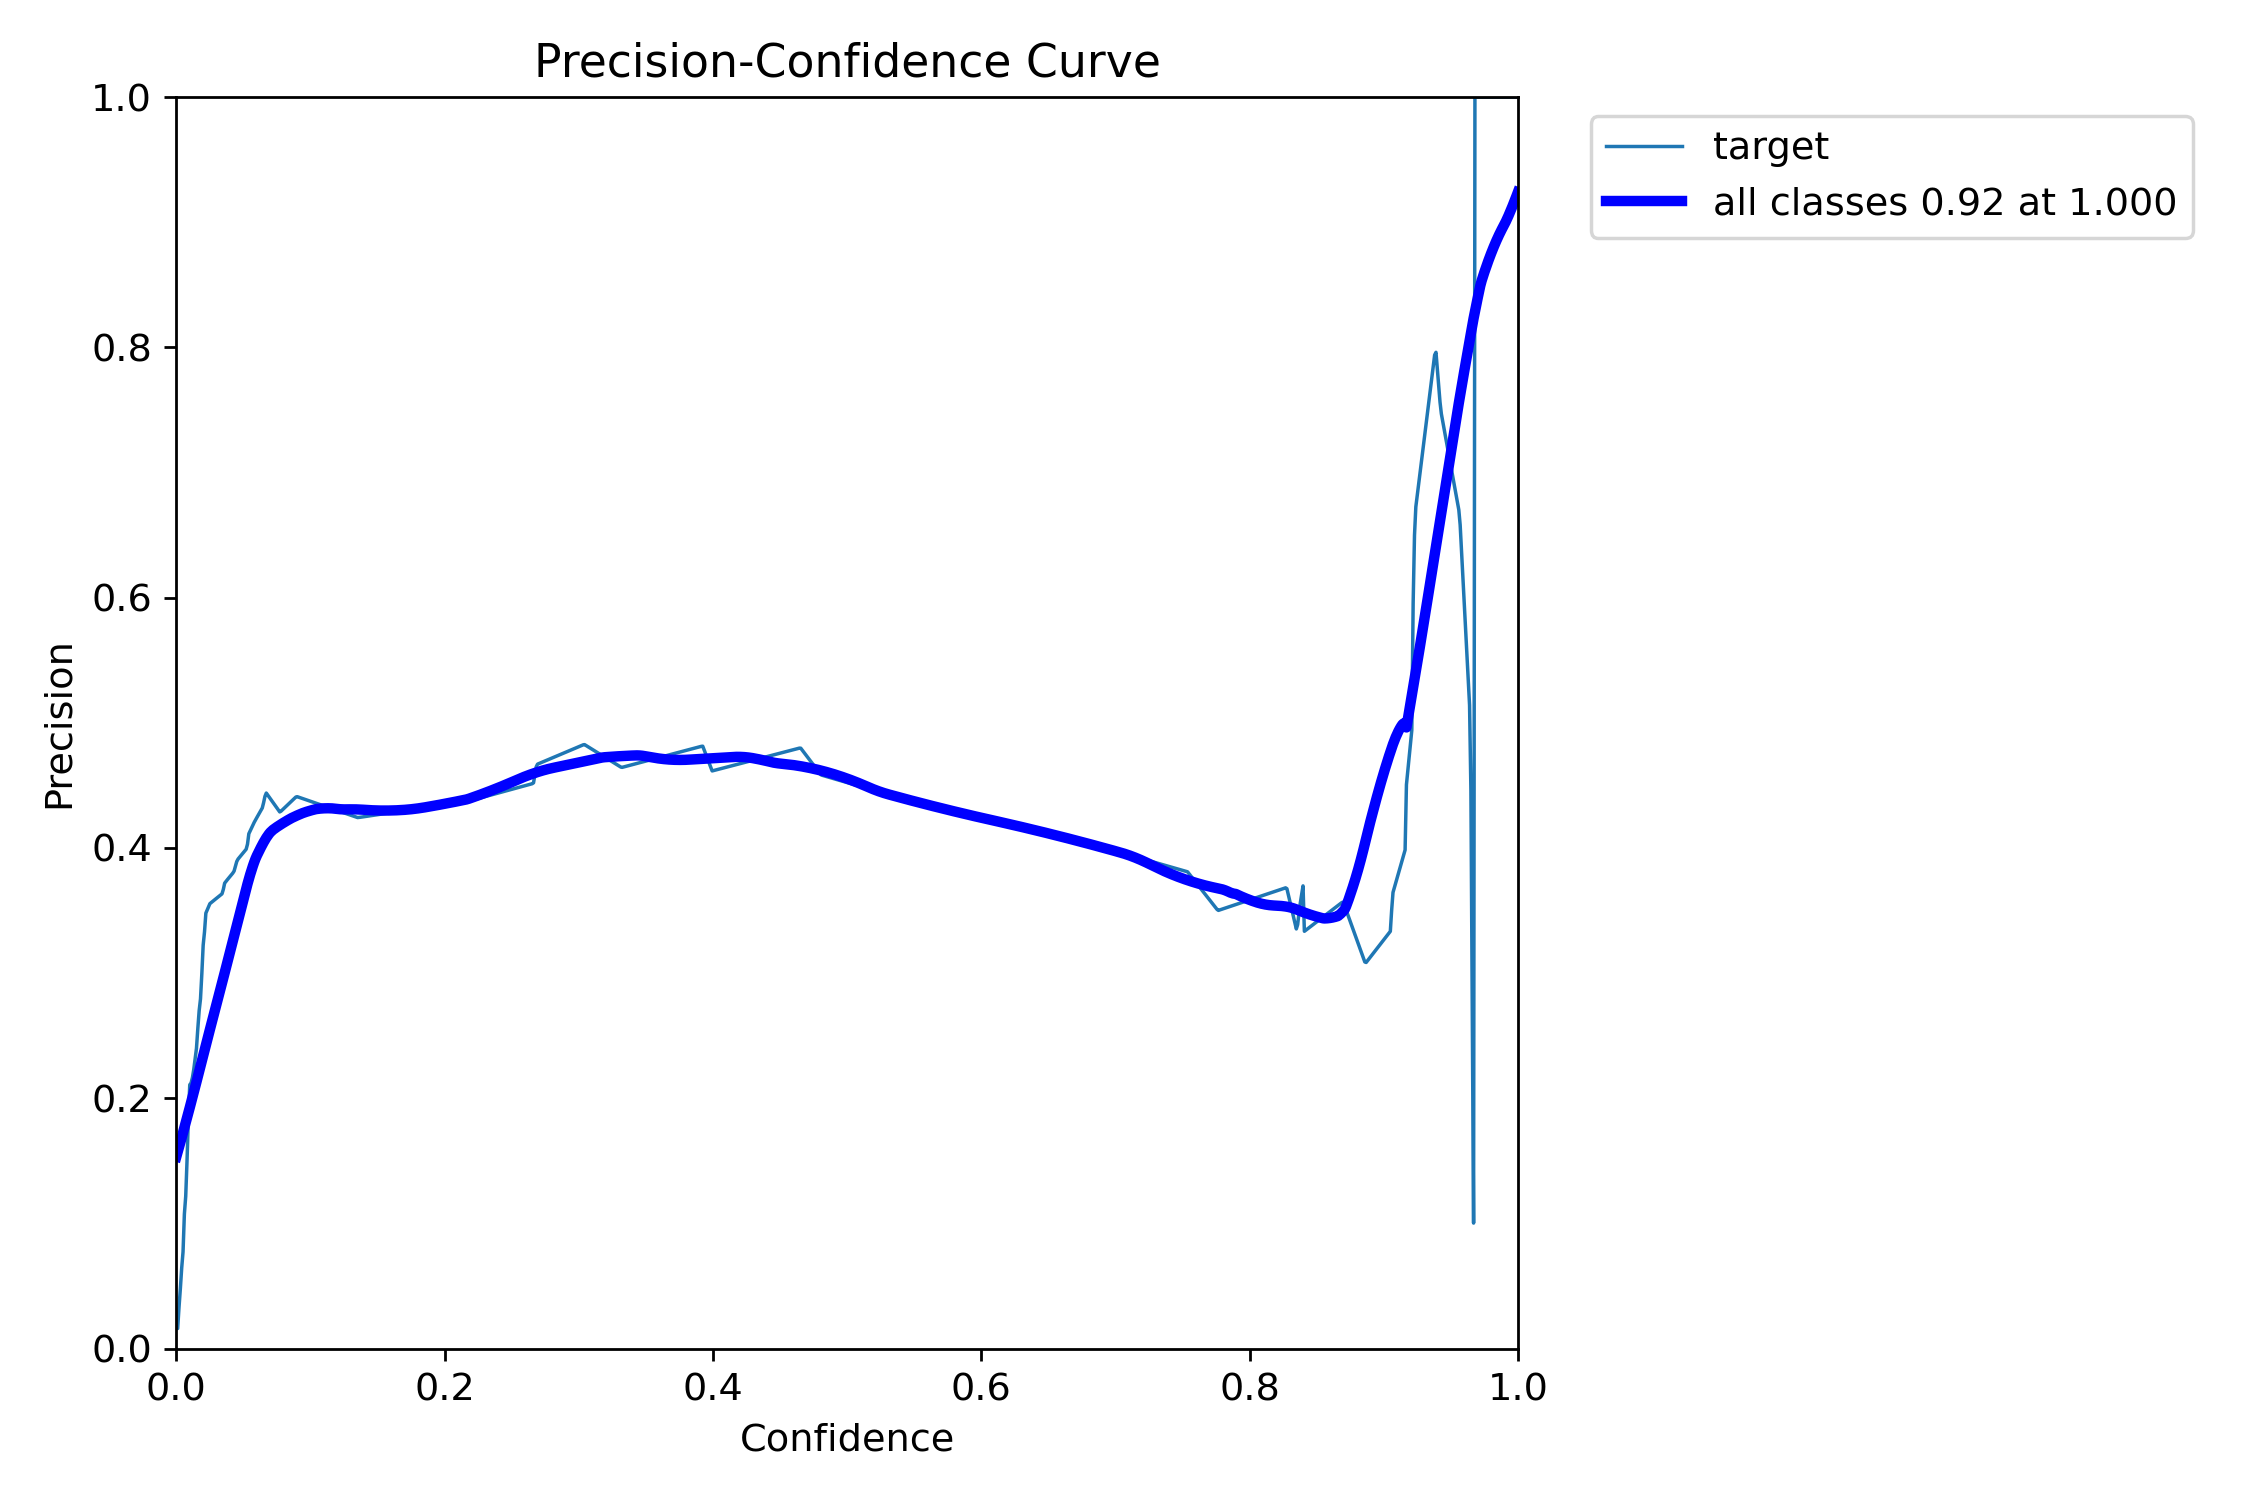 Precision-Confidence Curve
1.0
0.8
0.6
0.4
0.2
0.0
Precision
0.0 0.2 0.4 0.6 0.8 1.0
Confidence
target
all classes 0.92 at 1.000